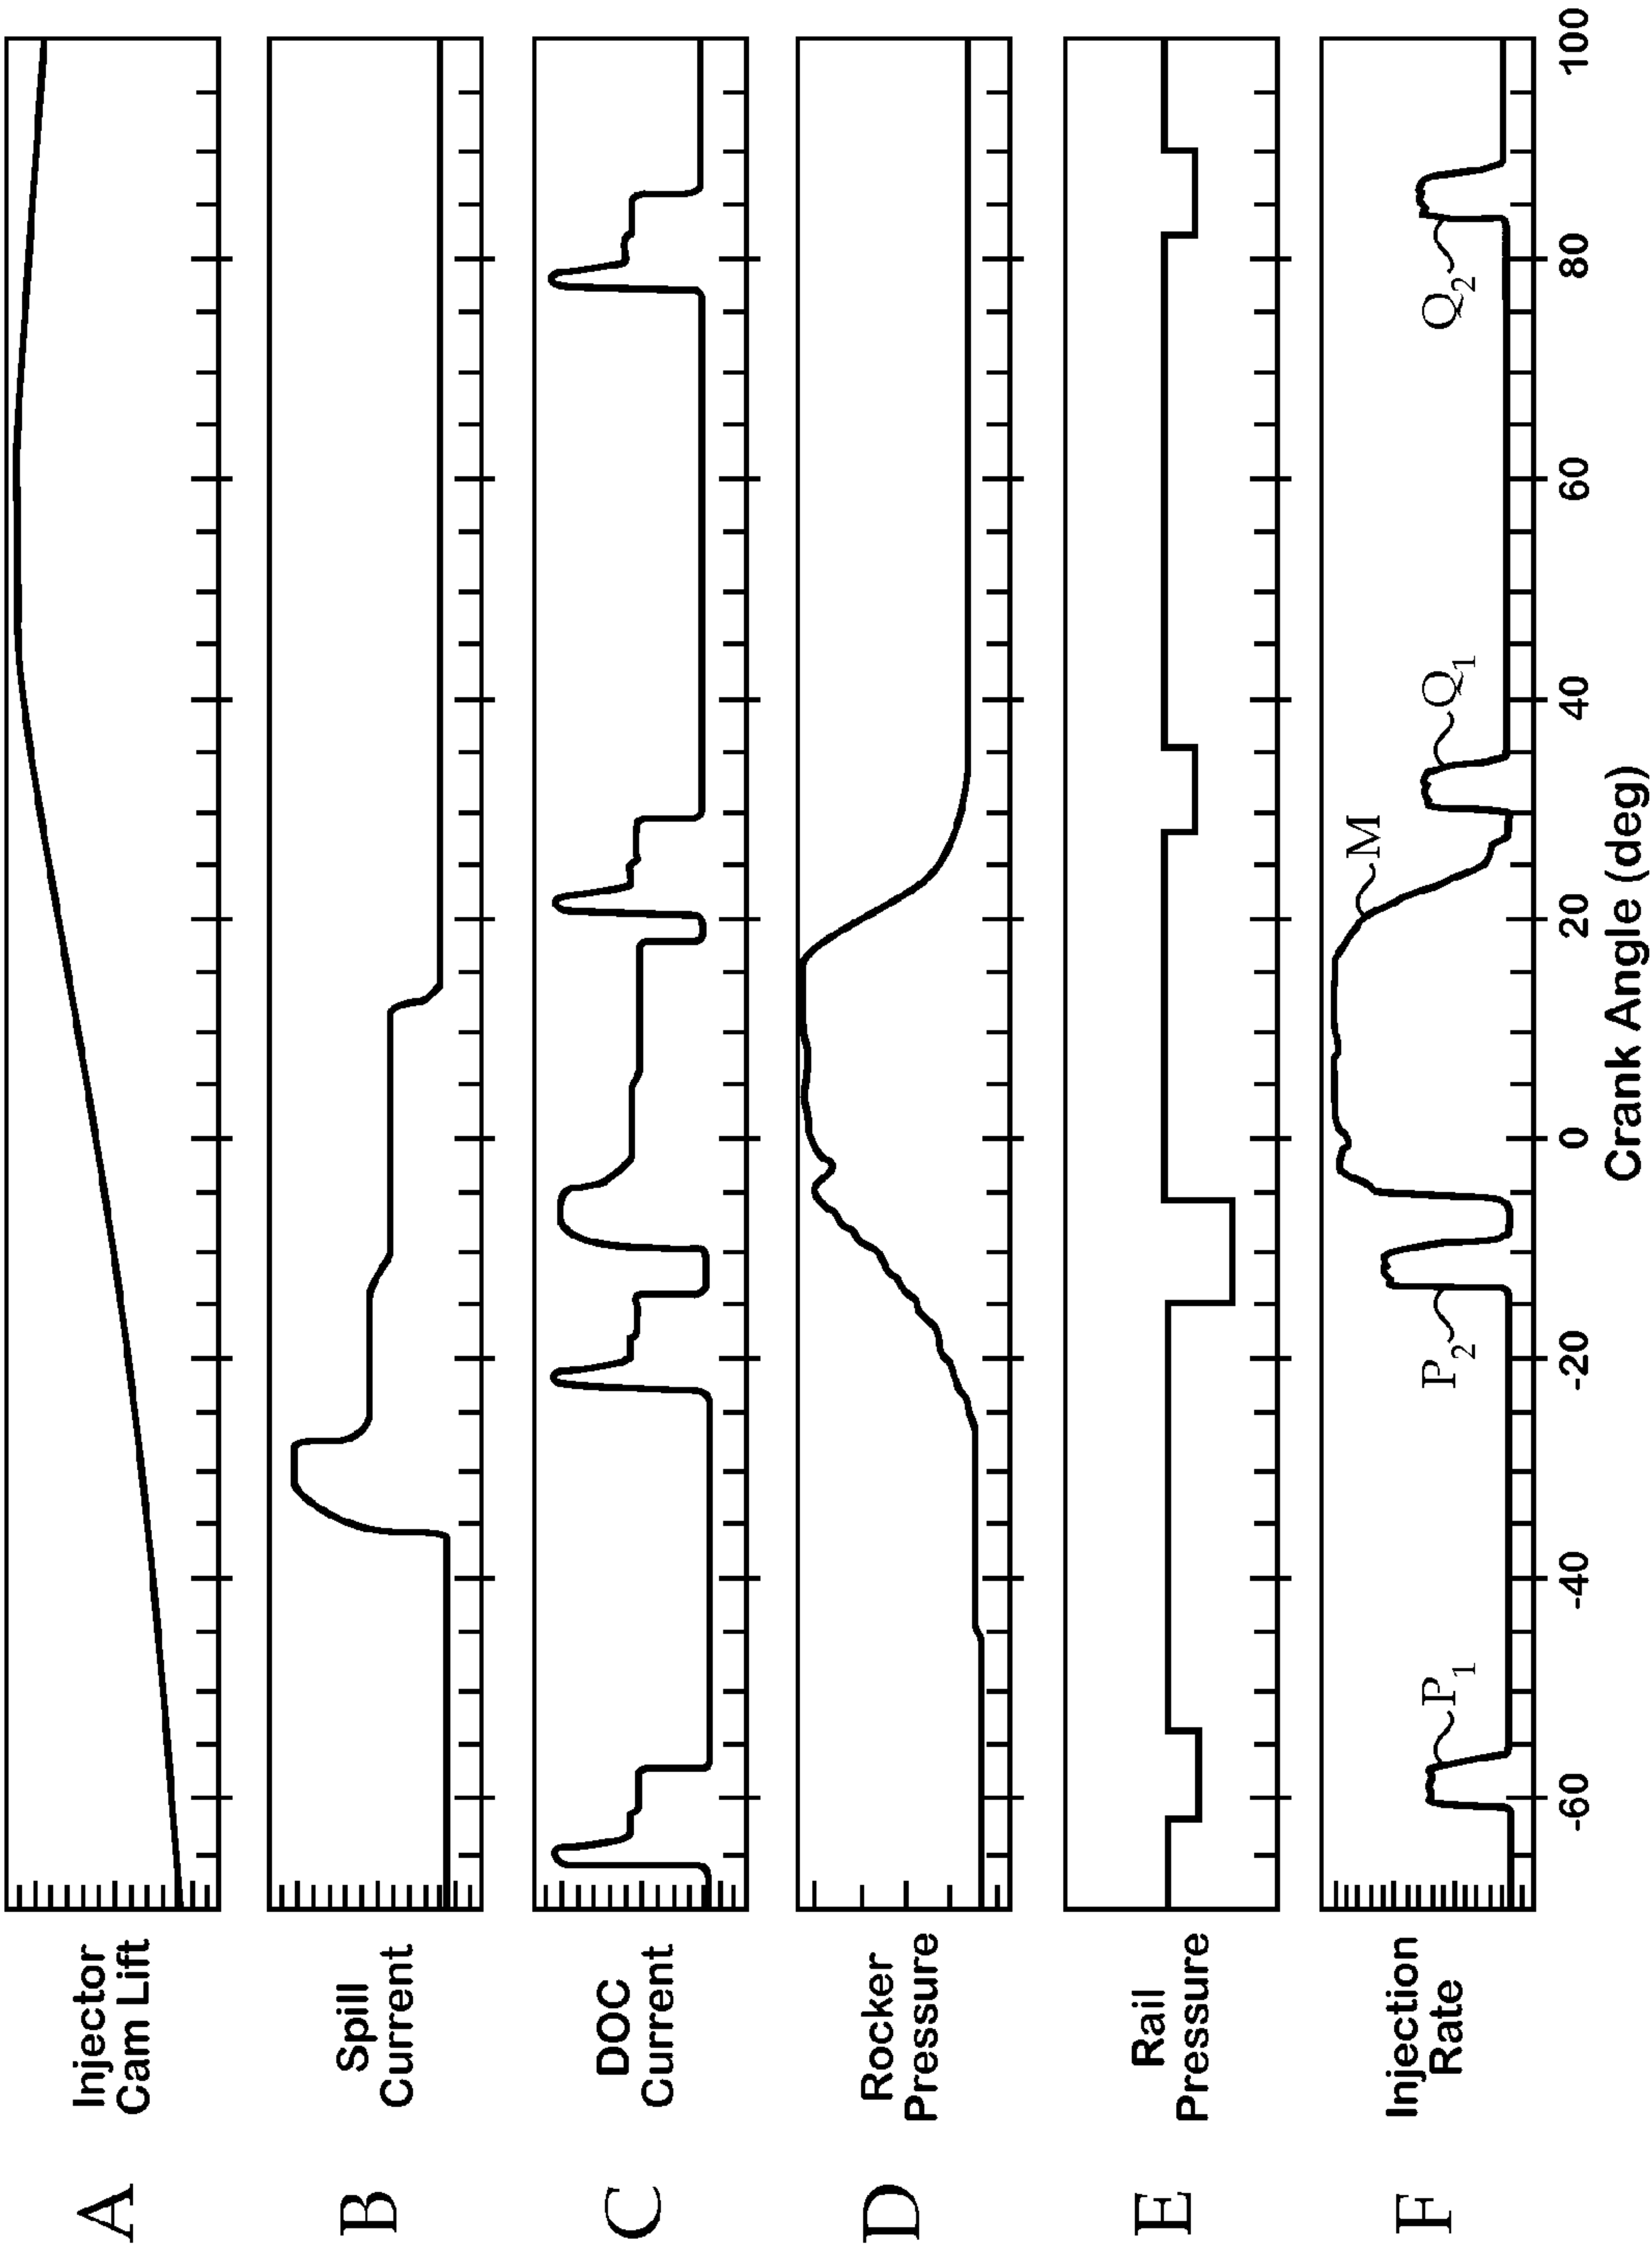 A
Injector
Cam Lift
B
Spill
Current
C
DOC
Current
D
Rocker
Pressure
E
Rail
Pressure
F
Injection
Rate
P1
P2
M
Q1
Q2
-60 -40 -20 0 20 40 60 80 100
Crank Angle (deg)